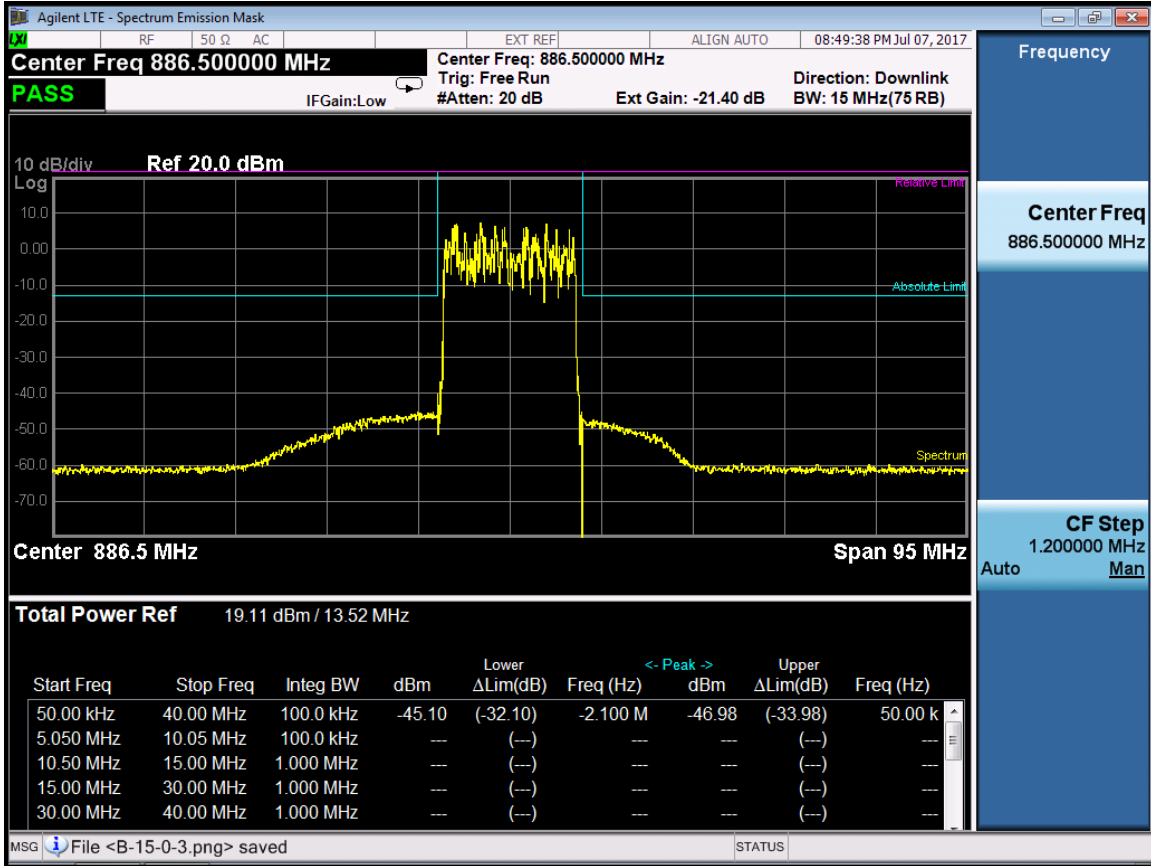 Agilent LTE - Spectrum Emission Mask
LXI RF 50 Ω AC EXT REF ALIGN AUTO 08:49:38 PM Jul 07, 2017
Center Freq 886.500000 MHz
PASS
IFGain:Low
Center Freq: 886.500000 MHz
Trig: Free Run
#Atten: 20 dB
Ext Gain: -21.40 dB
Direction: Downlink
BW: 15 MHz(75 RB)
10 dB/div Ref 20.0 dBm
Log
Relative Limit
10.0
0.00
-10.0
Absolute Limit
-20.0
-30.0
-40.0
-50.0
-60.0
Spectrum
-70.0
Center 886.5 MHz Span 95 MHz
Total Power Ref 19.11 dBm / 13.52 MHz
Lower <- Peak -> Upper
Start Freq Stop Freq Integ BW dBm ΔLim(dB) Freq (Hz) dBm ΔLim(dB) Freq (Hz)
50.00 kHz 40.00 MHz 100.0 kHz -45.10 (-32.10) -2.100 M -46.98 (-33.98) 50.00 k
5.050 MHz 10.05 MHz 100.0 kHz --- (---) --- --- (---) ---
10.50 MHz 15.00 MHz 1.000 MHz --- (---) --- --- (---) ---
15.00 MHz 30.00 MHz 1.000 MHz --- (---) --- --- (---) ---
30.00 MHz 40.00 MHz 1.000 MHz --- (---) --- --- (---) ---
MSG File <B-15-0-3.png> saved STATUS
Frequency
Center Freq
886.500000 MHz
CF Step
1.200000 MHz
Auto Man